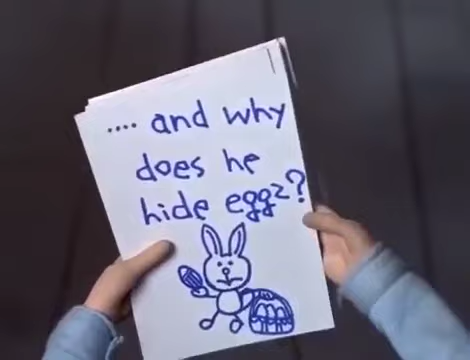 .... and why
does he
hide eggz?